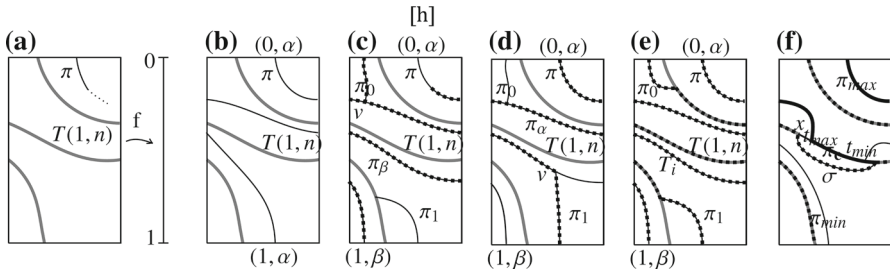 [h]
(a) (b) (c) (d) (e) (f)
0 (0, α) (0, α) (0, α) (0, α)
π π π π π π_max
π_0 π_0 π_0
f v π_α x
T(1, n) T(1, n) T(1, n) T(1, n) T(1, n) t_max t_min
π_β v T_i σ
π_1 π_1 π_1 π_min
1 (1, α) (1, β) (1, β) (1, β)